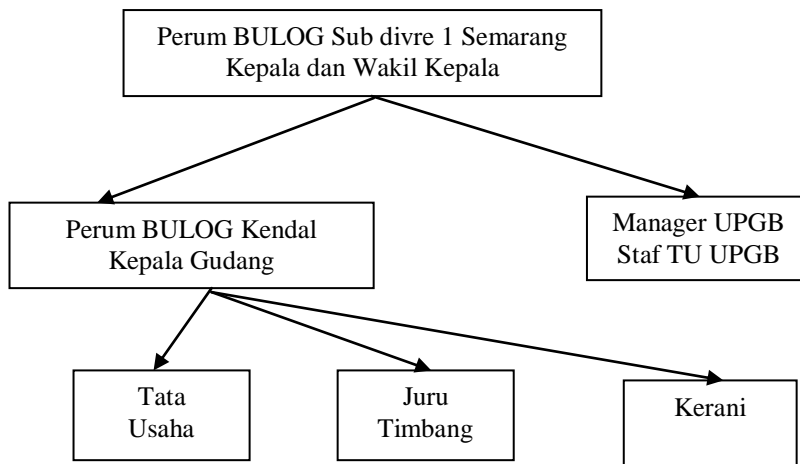 Perum BULOG Sub divre 1 Semarang
Kepala dan Wakil Kepala
Perum BULOG Kendal
Kepala Gudang
Manager UPGB
Staf TU UPGB
Tata
Usaha
Juru
Timbang
Kerani